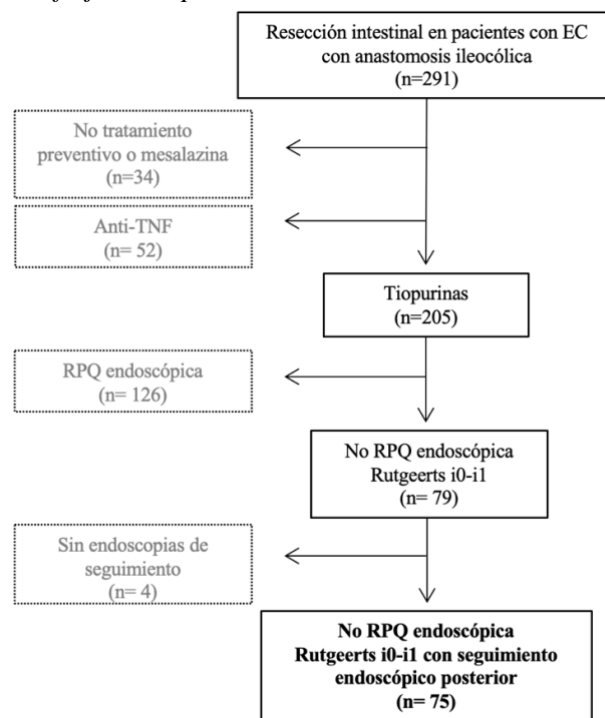 Resección intestinal en pacientes con EC
con anastomosis ileocólica
(n=291)
No tratamiento
preventivo o mesalazina
(n=34)
Anti-TNF
(n= 52)
Tiopurinas
(n=205)
RPQ endoscópica
(n= 126)
No RPQ endoscópica
Rutgeerts i0-i1
(n= 79)
Sin endoscopias de
seguimiento
(n= 4)
No RPQ endoscópica
Rutgeerts i0-i1 con seguimiento
endoscópico posterior
(n= 75)